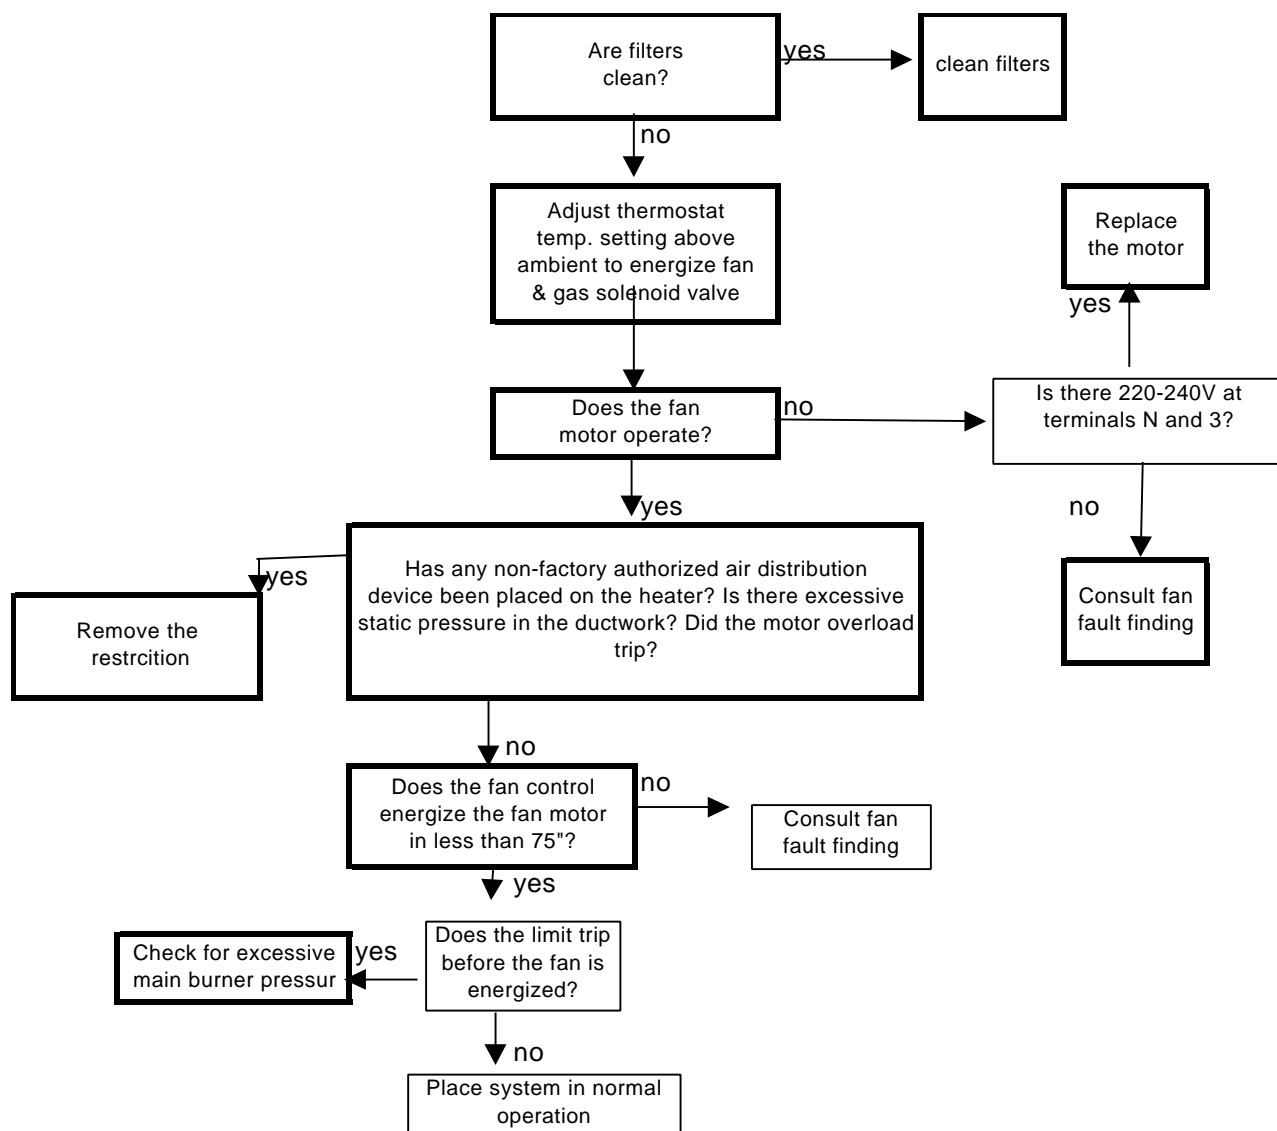 Are filters
clean?
yes
clean filters
no
Adjust thermostat
temp. setting above
ambient to energize fan
& gas solenoid valve
Replace
the motor
yes
Does the fan
motor operate?
no
Is there 220-240V at
terminals N and 3?
yes
no
Has any non-factory authorized air distribution
device been placed on the heater? Is there excessive
static pressure in the ductwork? Did the motor overload
trip?
yes
Remove the
restrcition
Consult fan
fault finding
no
Does the fan control
energize the fan motor
in less than 75"?
no
Consult fan
fault finding
yes
Does the limit trip
before the fan is
energized?
yes
Check for excessive
main burner pressur
no
Place system in normal
operation